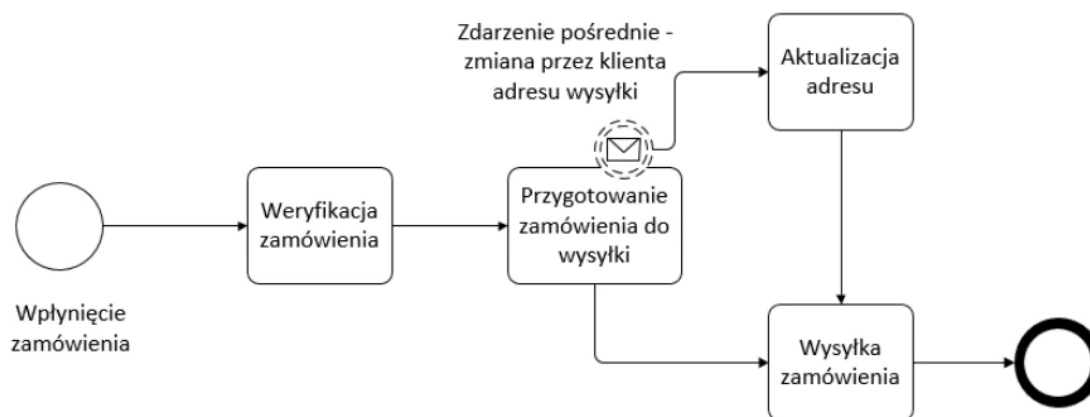 Zdarzenie pośrednie -
zmiana przez klienta
adresu wysyłki
Aktualizacja
adresu
Weryfikacja
zamówienia
Przygotowanie
zamówienia do
wysyłki
Wpłynięcie
zamówienia
Wysyłka
zamówienia